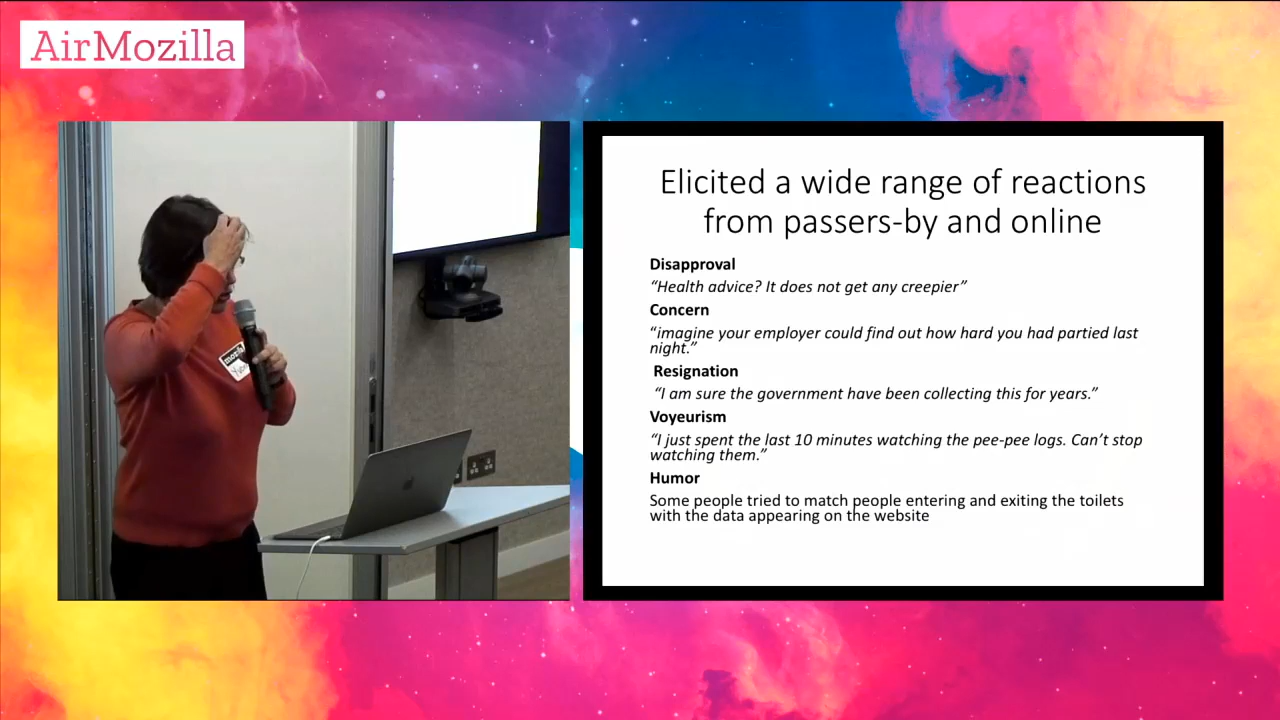 AirMozilla
Elicited a wide range of reactions
from passers-by and online
Disapproval
“Health advice? It does not get any creepier”
Concern
“imagine your employer could find out how hard you had partied last
night.”
Resignation
“I am sure the government have been collecting this for years.”
Voyeurism
“I just spent the last 10 minutes watching the pee-pee logs. Can’t stop
watching them.”
Humor
Some people tried to match people entering and exiting the toilets
with the data appearing on the website